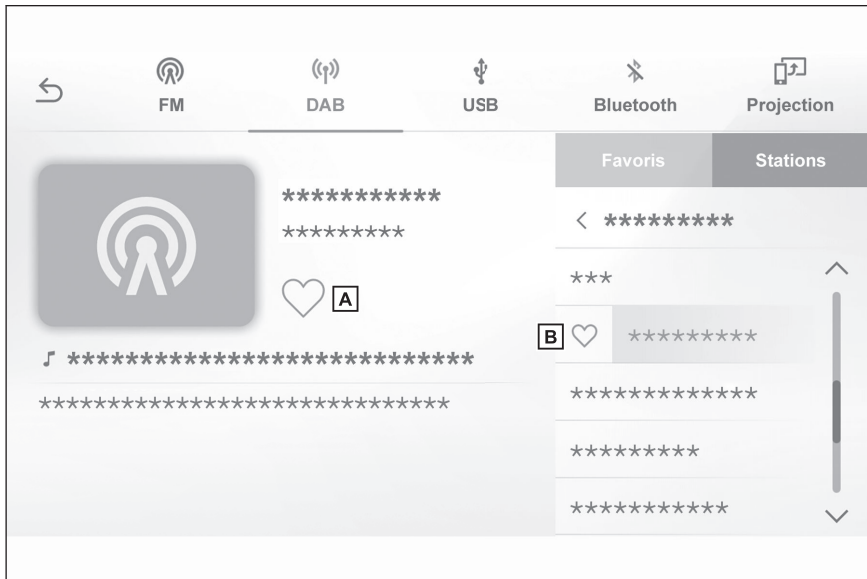 FM DAB USB Bluetooth Projection
Favoris Stations
***********
*********
*********
***
A
B *********
****************************
*************
*****************************
*********
***********